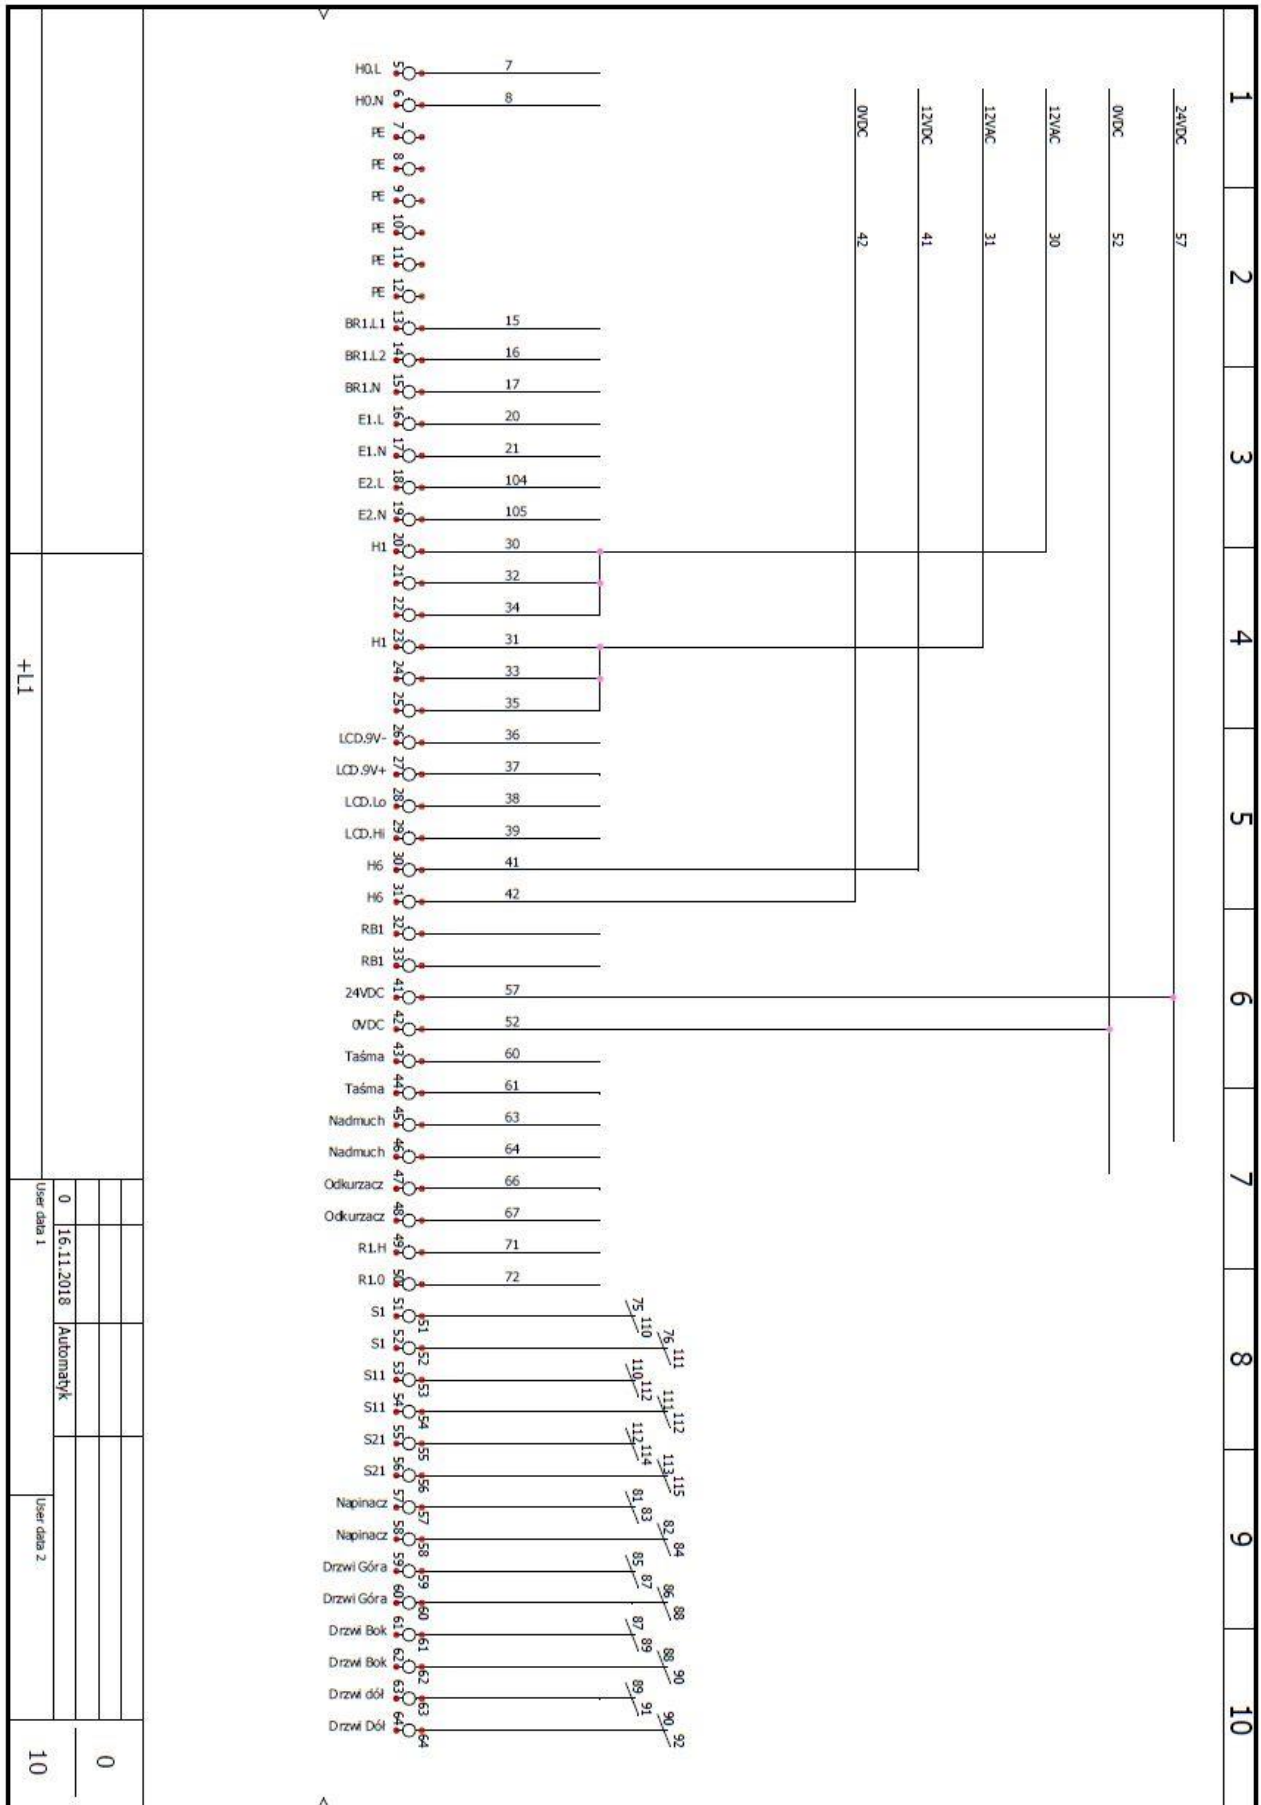 1
2
3
4
5
6
7
8
9
10
24VDC 57
0VDC 52
12VAC 30
12VAC 31
12VDC 41
0VDC 42
H0.L 5 7
H0.N 6 8
PE 7
PE 8
PE 9
PE 10
PE 11
PE 12
BR1.L1 13 15
BR1.L2 14 16
BR1.N 15 17
E1.L 16 20
E1.N 17 21
E2.L 18 104
E2.N 19 105
H1 20 30
21 32
22 34
H1 23 31
24 33
25 35
LCD.9V- 26 36
LCD.9V+ 27 37
LCD.Lo 28 38
LCD.Hi 29 39
H6 30 41
H6 31 42
RB1 32
RB1 33
24VDC 41 57
0VDC 42 52
Taśma 43 60
Taśma 44 61
Nadmuch 45 63
Nadmuch 46 64
Odkurzacz 47 66
Odkurzacz 48 67
R1.H 49 71
R1.0 50 72
S1 51 51 75 110
S1 52 52 76 111
S11 53 53 110 112
S11 54 54 111 112
S21 55 55 112 114
S21 56 56 113 115
Napinacz 57 57 81 83
Napinacz 58 58 82 84
Drzwi Góra 59 59 85 87
Drzwi Góra 60 60 86 88
Drzwi Bok 61 61 87 89
Drzwi Bok 62 62 88 90
Drzwi dół 63 63 89 91
Drzwi Dół 64 64 90 92
+L1
0 16.11.2018 Automatyk
User data 1
User data 2
0
10